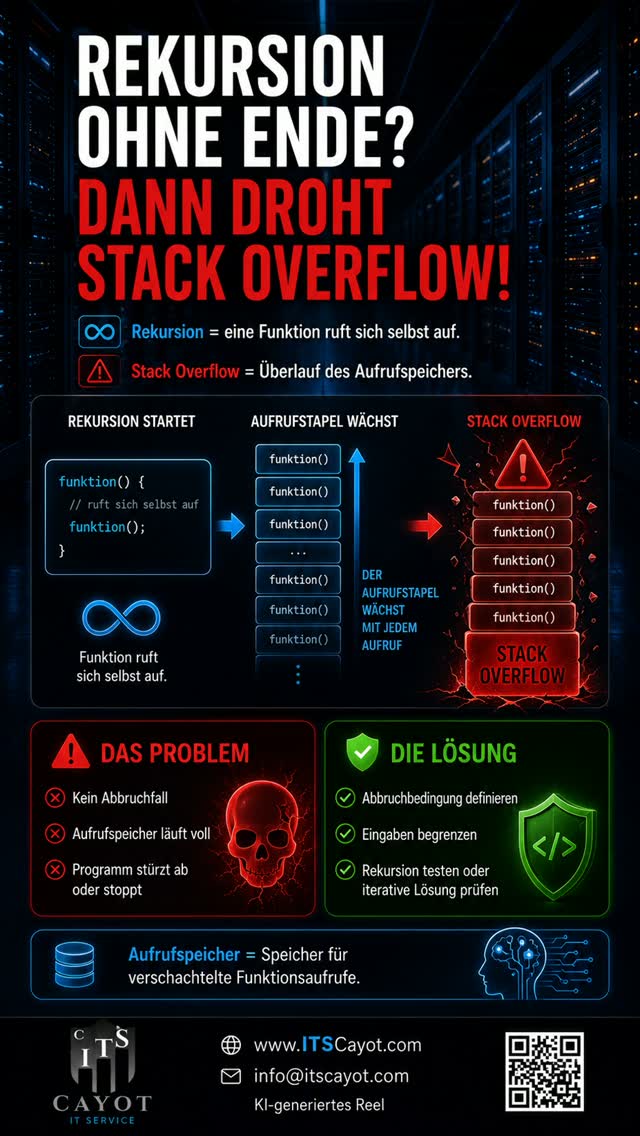 REKURSION
OHNE ENDE?
DANN DROHT
STACK OVERFLOW!
Rekursion = eine Funktion ruft sich selbst auf.
Stack Overflow = Überlauf des Aufrufspeichers.
REKURSION STARTET
funktion() {
// ruft sich selbst auf
funktion();
}
Funktion ruft
sich selbst auf.
AUFRUFSTAPEL WÄCHST
funktion()
funktion()
funktion()
...
funktion()
funktion()
funktion()
DER
AUFRUFSTAPEL
WÄCHST
MIT JEDEM
AUFRUF
STACK OVERFLOW
funktion()
funktion()
funktion()
funktion()
funktion()
STACK
OVERFLOW
DAS PROBLEM
Kein Abbruchfall
Aufrufspeicher läuft voll
Programm stürzt ab
oder stoppt
DIE LÖSUNG
Abbruchbedingung definieren
Eingaben begrenzen
Rekursion testen oder
iterative Lösung prüfen
</>
Aufrufspeicher = Speicher für
verschachtelte Funktionsaufrufe.
C ITS
CAYOT
IT SERVICE
www.ITSCayot.com
info@itscayot.com
KI-generiertes Reel